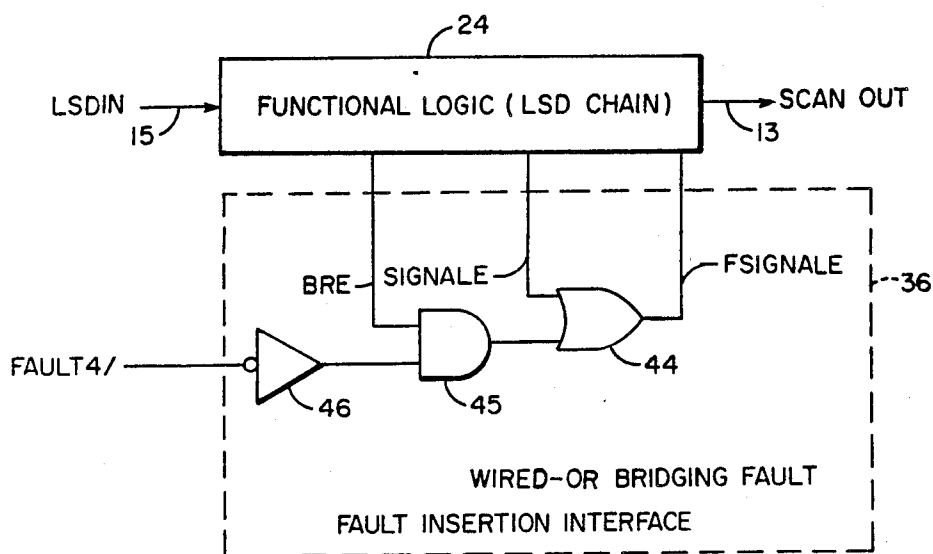 24
LSDIN
FUNCTIONAL LOGIC (LSD CHAIN)
SCAN OUT
15
13
BRE
SIGNALE
FSIGNALE
36
FAULT4/
46
45
44
WIRED-OR BRIDGING FAULT
FAULT INSERTION INTERFACE